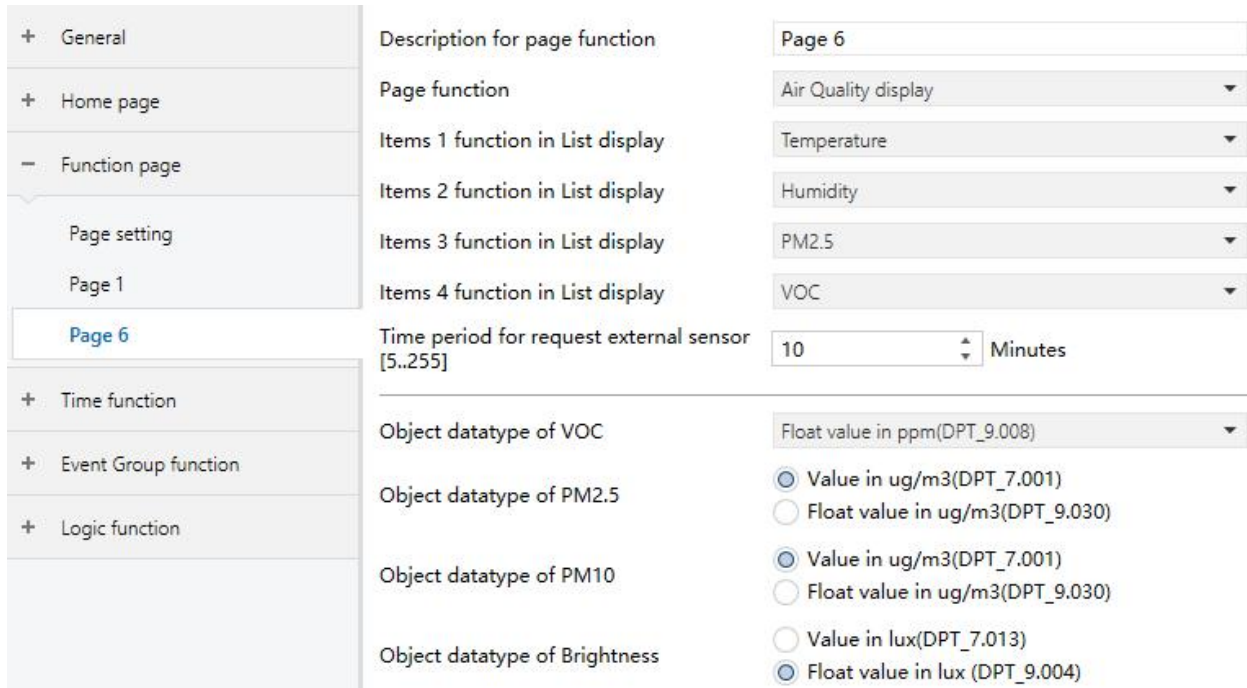 General
Home page
Function page
Page setting
Page 1
Page 6
Time function
Event Group function
Logic function
Description for page function
Page 6
Page function
Air Quality display
Items 1 function in List display
Temperature
Items 2 function in List display
Humidity
Items 3 function in List display
PM2.5
Items 4 function in List display
VOC
Time period for request external sensor
[5..255]
10
Minutes
Object datatype of VOC
Float value in ppm(DPT_9.008)
Object datatype of PM2.5
Value in ug/m3(DPT_7.001)
Float value in ug/m3(DPT_9.030)
Object datatype of PM10
Value in ug/m3(DPT_7.001)
Float value in ug/m3(DPT_9.030)
Object datatype of Brightness
Value in lux(DPT_7.013)
Float value in lux (DPT_9.004)